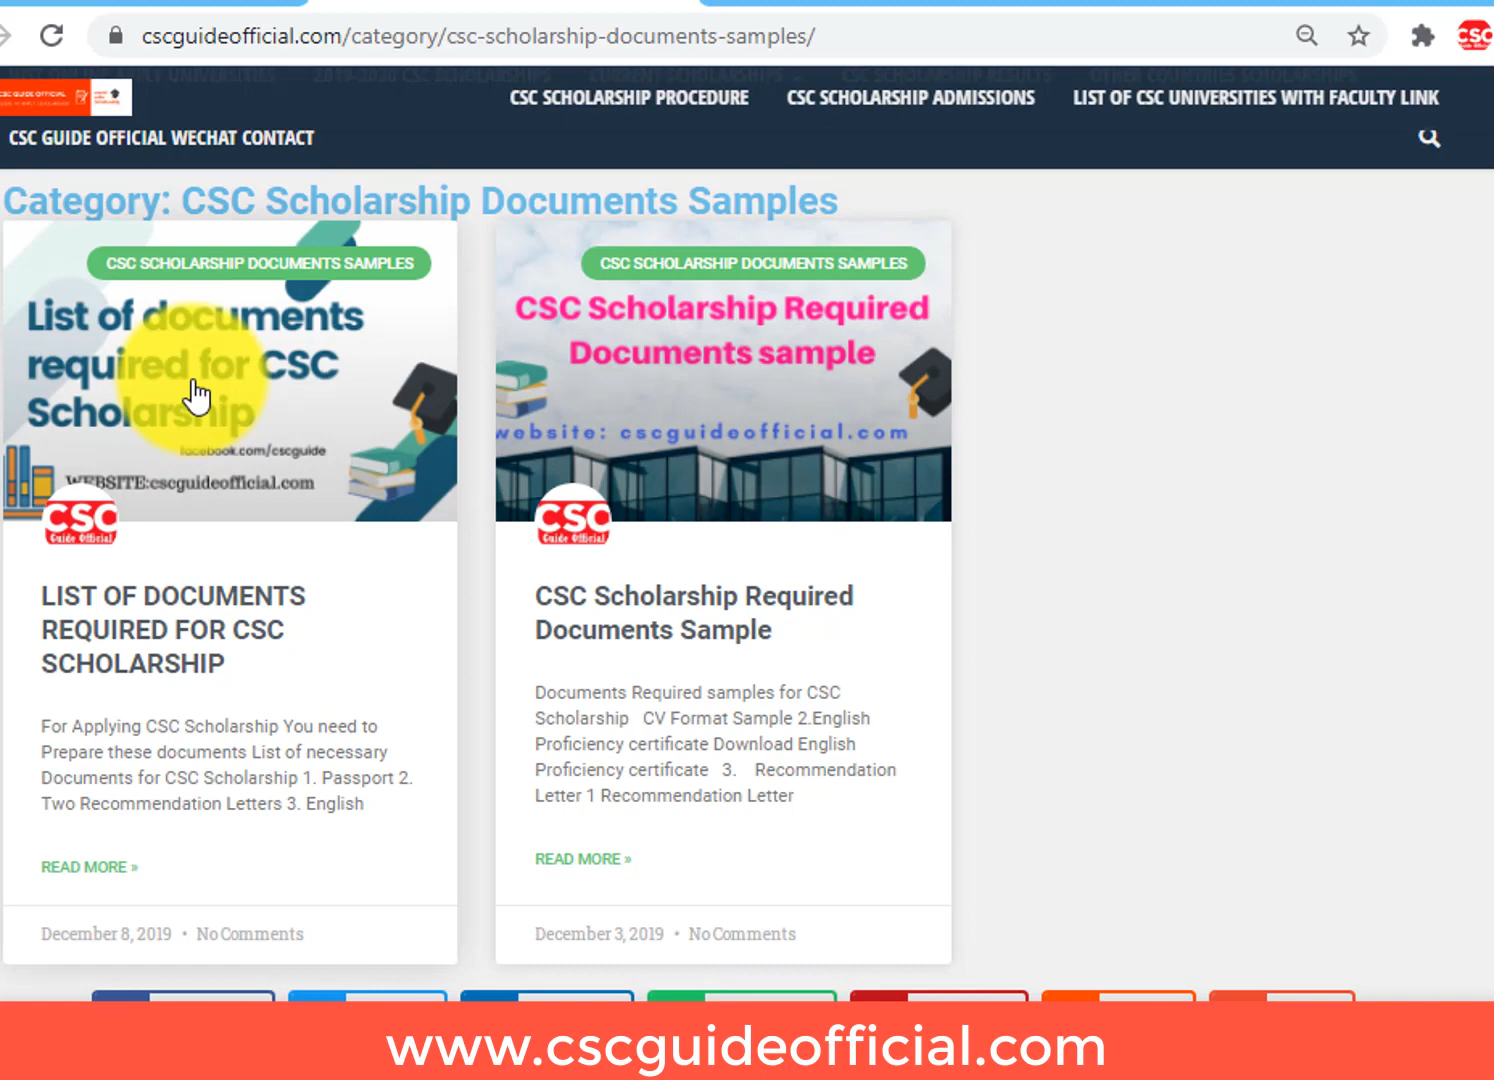 cscguideofficial.com/category/csc-scholarship-documents-samples/
CSC
CSC GUIDE OFFICIAL
CSC SCHOLARSHIP PROCEDURE
CSC SCHOLARSHIP ADMISSIONS
LIST OF CSC UNIVERSITIES WITH FACULTY LINK
CSC GUIDE OFFICIAL WECHAT CONTACT
Category: CSC Scholarship Documents Samples
CSC SCHOLARSHIP DOCUMENTS SAMPLES
List of documents
required for CSC
Scholarship
facebook.com/cscguide
WEBSITE:cscguideofficial.com
CSC
Guide Official
LIST OF DOCUMENTS
REQUIRED FOR CSC
SCHOLARSHIP
For Applying CSC Scholarship You need to
Prepare these documents List of necessary
Documents for CSC Scholarship 1. Passport 2.
Two Recommendation Letters 3. English
READ MORE »
December 8, 2019 • No Comments
CSC SCHOLARSHIP DOCUMENTS SAMPLES
CSC Scholarship Required
Documents sample
website: cscguideofficial.com
CSC
Guide Official
CSC Scholarship Required
Documents Sample
Documents Required samples for CSC
Scholarship CV Format Sample 2.English
Proficiency certificate Download English
Proficiency certificate 3. Recommendation
Letter 1 Recommendation Letter
READ MORE »
December 3, 2019 • No Comments
www.cscguideofficial.com